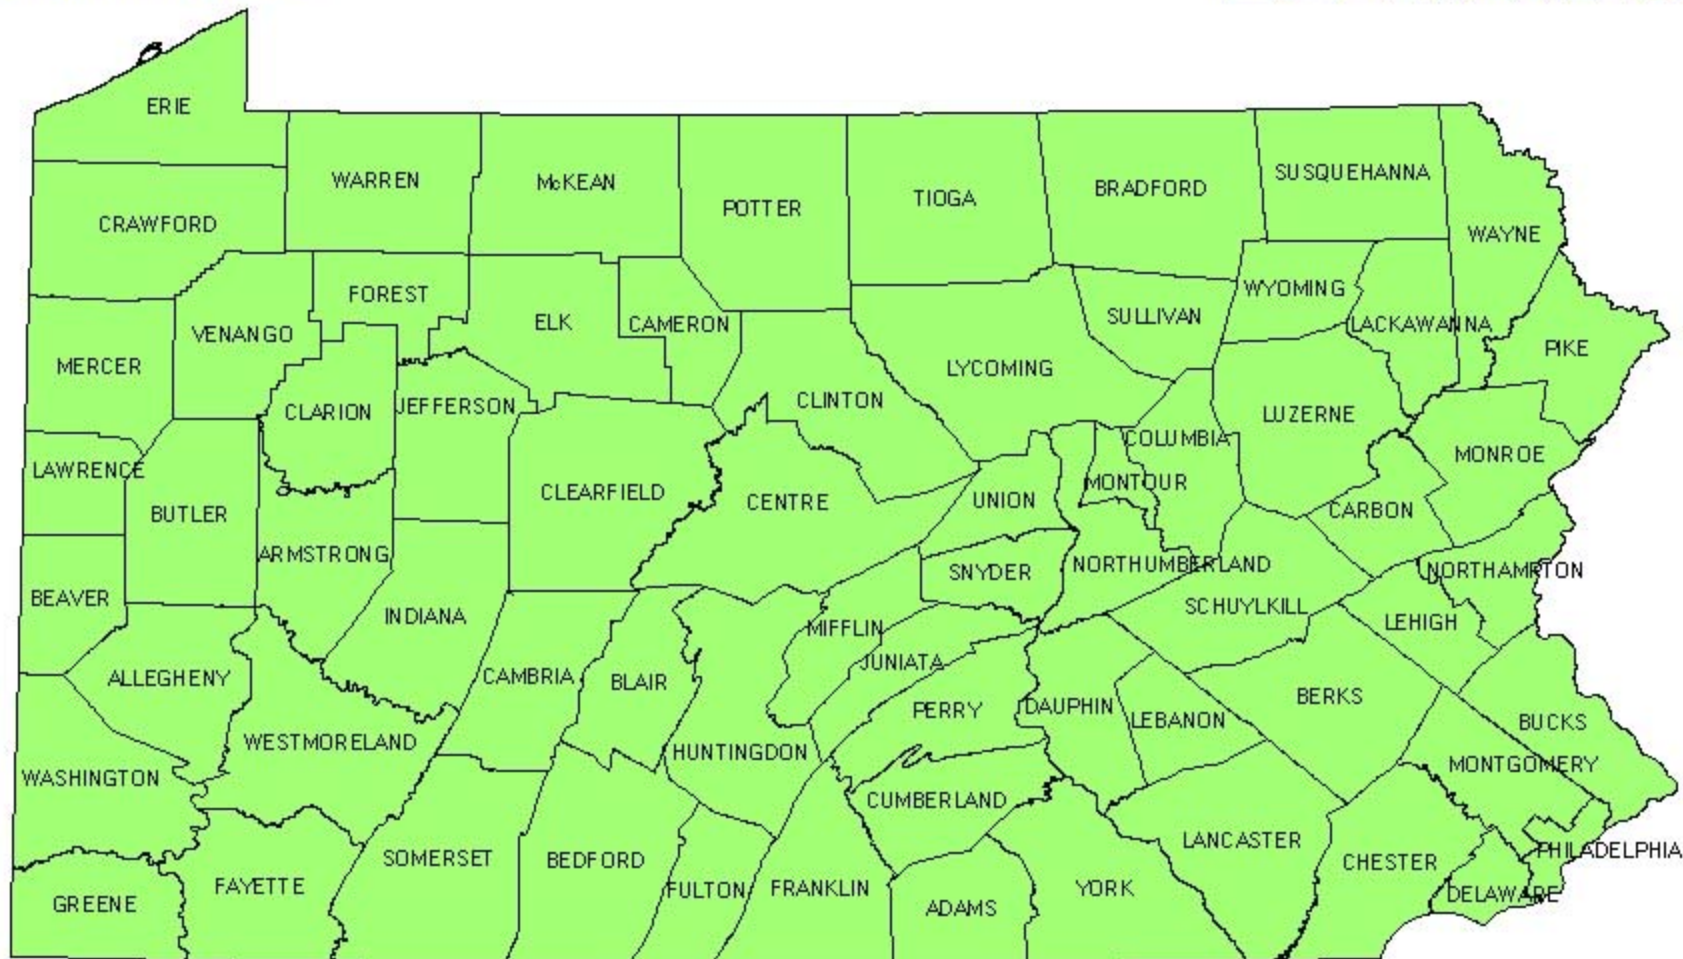 ERIE
WARREN
McKEAN
POTTER
TIOGA
BRADFORD
SUSQUEHANNA
WAYNE
CRAWFORD
FOREST
VENANGO
ELK
CAMERON
SULLIVAN
WYOMING
LACKAWANNA
PIKE
MERCER
CLARION
JEFFERSON
CLINTON
LYCOMING
COLUMBIA
LUZERNE
MONROE
LAWRENCE
BUTLER
CLEARFIELD
CENTRE
UNION
MONTOUR
CARBON
ARMSTRONG
SNYDER
NORTHUMBERLAND
NORTHAMPTON
BEAVER
INDIANA
MIFFLIN
SCHUYLKILL
LEHIGH
ALLEGHENY
CAMBRIA
BLAIR
JUNIATA
PERRY
DAUPHIN
LEBANON
BERKS
BUCKS
WESTMORELAND
HUNTINGDON
MONTGOMERY
WASHINGTON
CUMBERLAND
LANCASTER
CHESTER
PHILADELPHIA
SOMERSET
BEDFORD
FULTON
FRANKLIN
YORK
DELAWARE
GREENE
FAYETTE
ADAMS